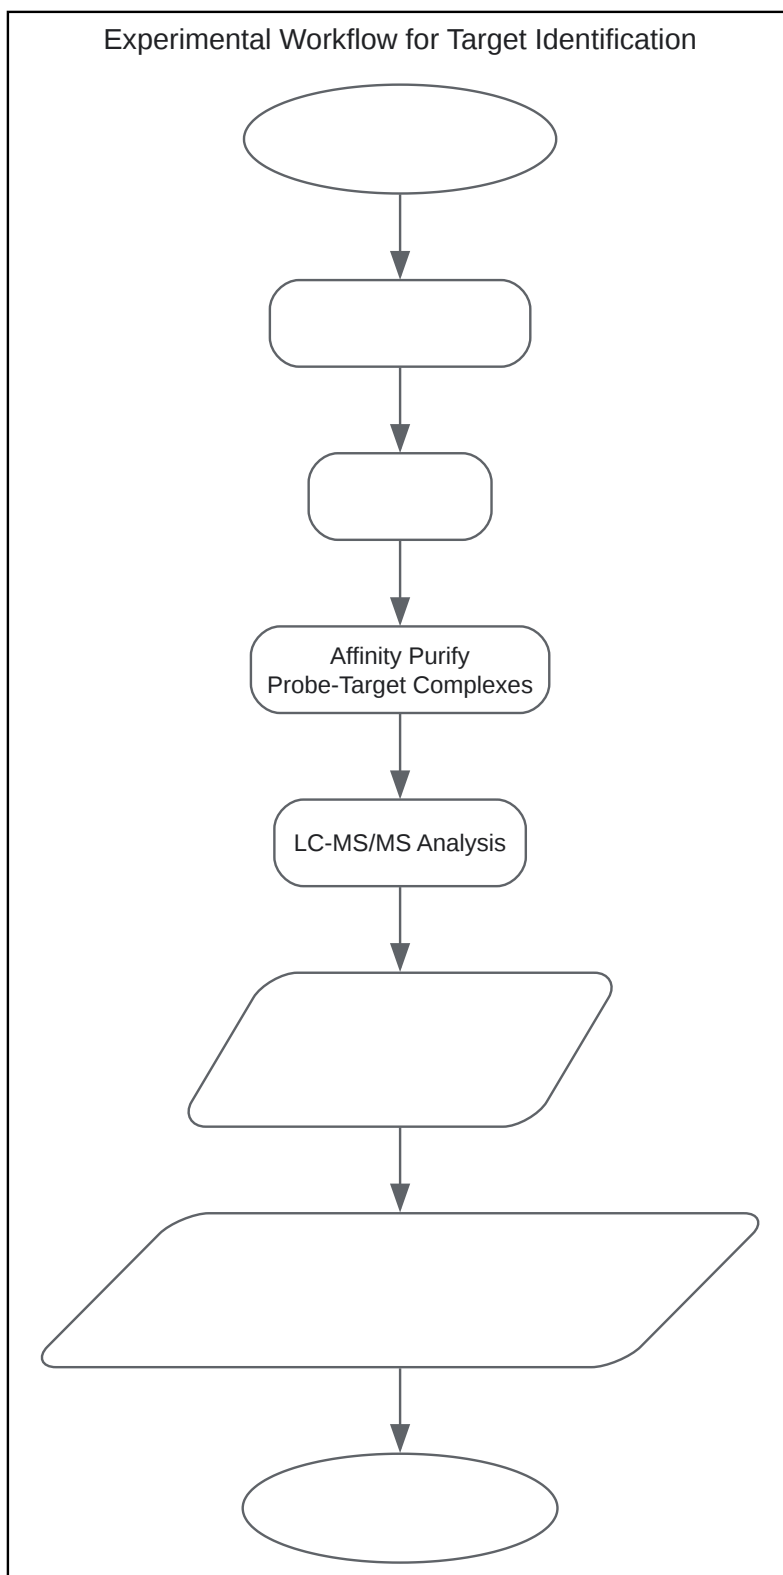 Experimental Workflow for Target Identification
Affinity Purify
Probe-Target Complexes
LC-MS/MS Analysis